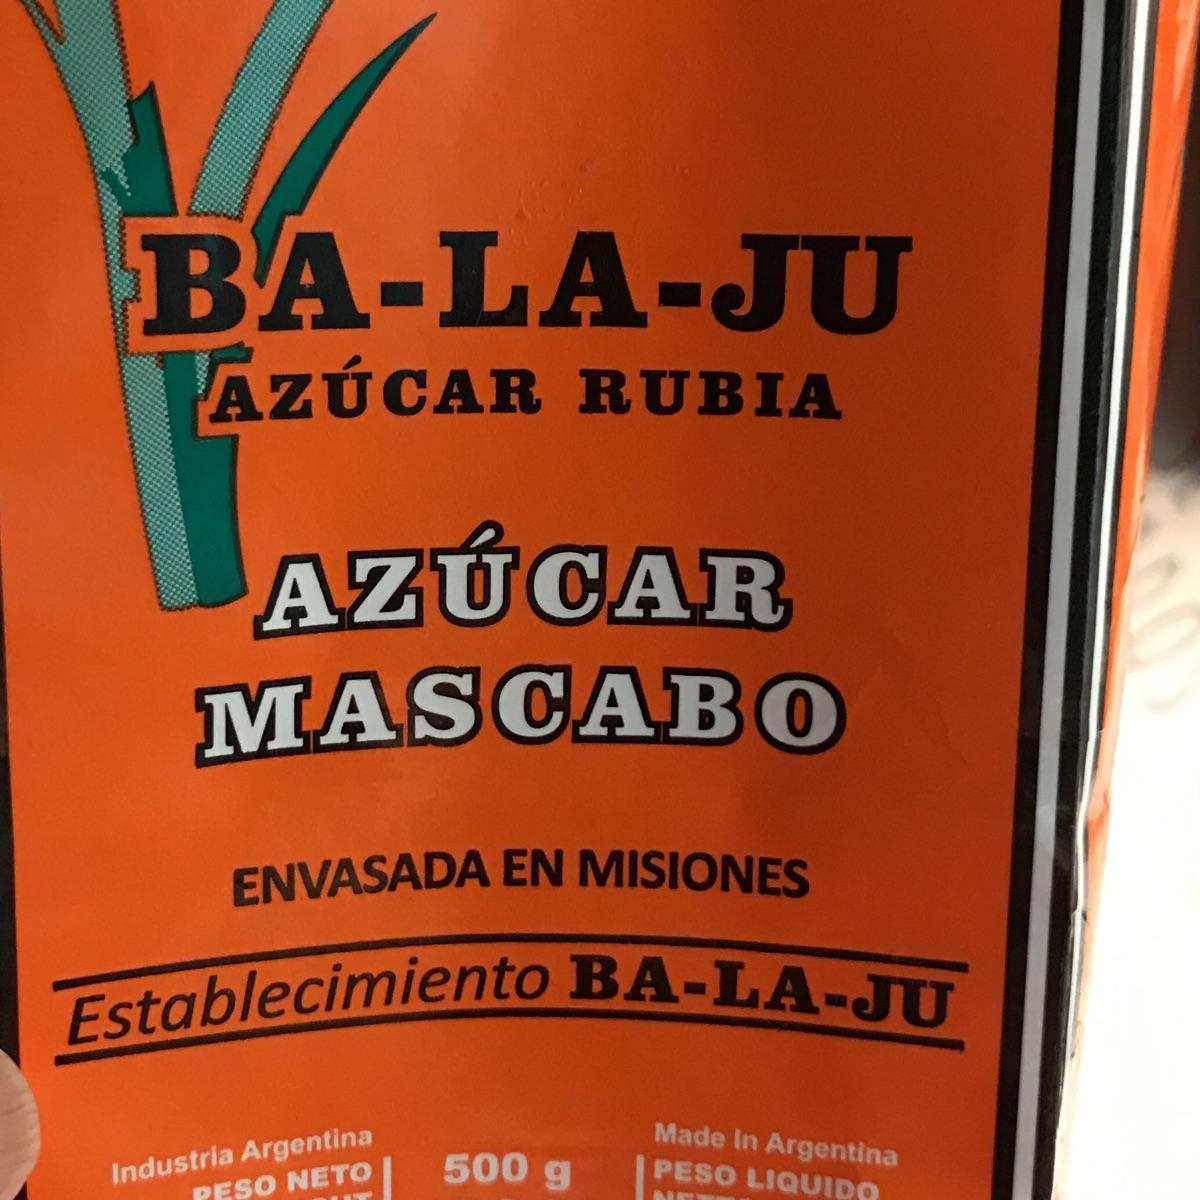 BA-LA-JU
AZÚCAR RUBIA
AZÚCAR
MASCABO
ENVASADA EN MISIONES
Establecimiento BA-LA-JU
Industria Argentina
PESO NETO
500 g
Made In Argentina
PESO LIQUIDO